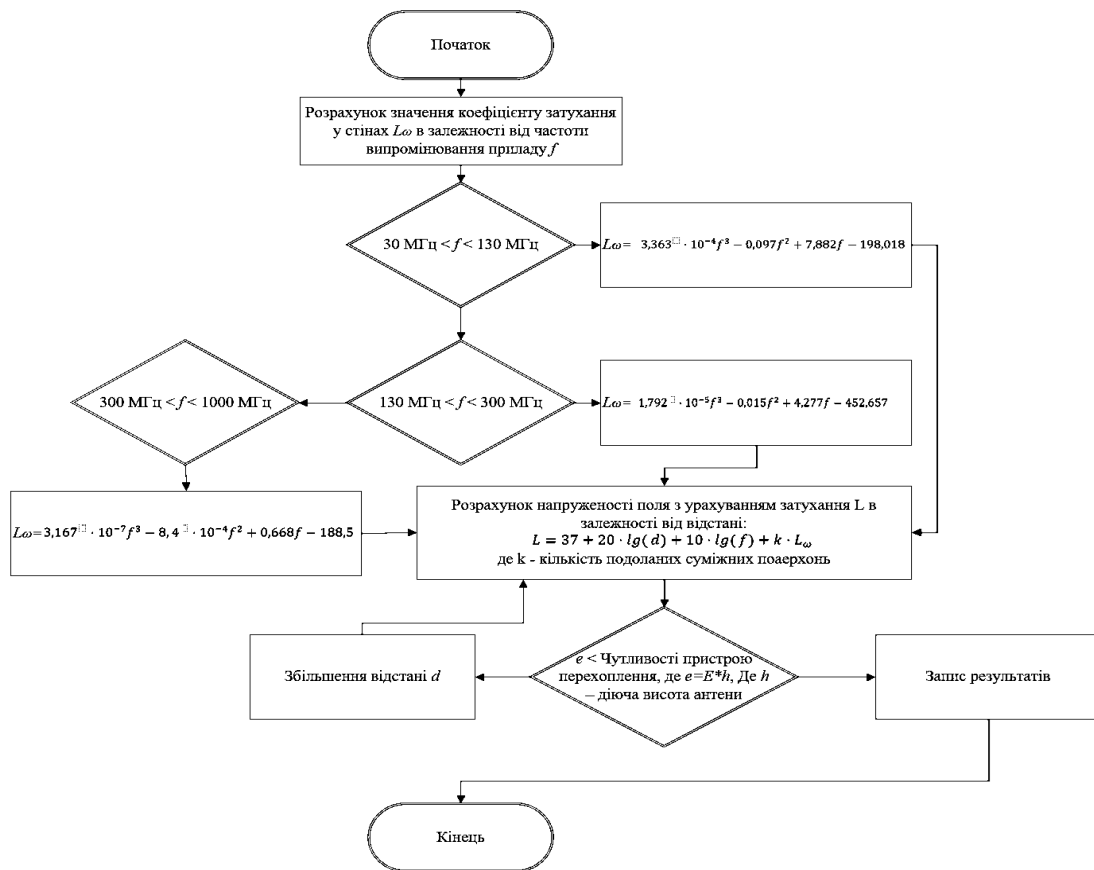 Початок
Розрахунок значення коефіцієнту затухання
у стінах Lω в залежності від частоти
випромінювання приладу f
30 МГц < f < 130 МГц
Lω = 3,363 · 10⁻⁴f³ − 0,097f² + 7,882f − 198,018
300 МГц < f < 1000 МГц
130 МГц < f < 300 МГц
Lω = 1,792 · 10⁻⁵f³ − 0,015f² + 4,277f − 452,657
Lω=3,167 · 10⁻⁷f³ − 8,4 · 10⁻⁴f² + 0,668f − 188,5
Розрахунок напруженості поля з урахуванням затухання L в
залежності від відстані:
L = 37 + 20 · lg(d) + 10 · lg(f) + k · Lω
де k - кількість подоланих суміжних поаерхонь
Збільшення відстані d
e < Чутливості пристрою
перехоплення, де e=E*h, Де h
– діюча висота антени
Запис результатів
Кінець